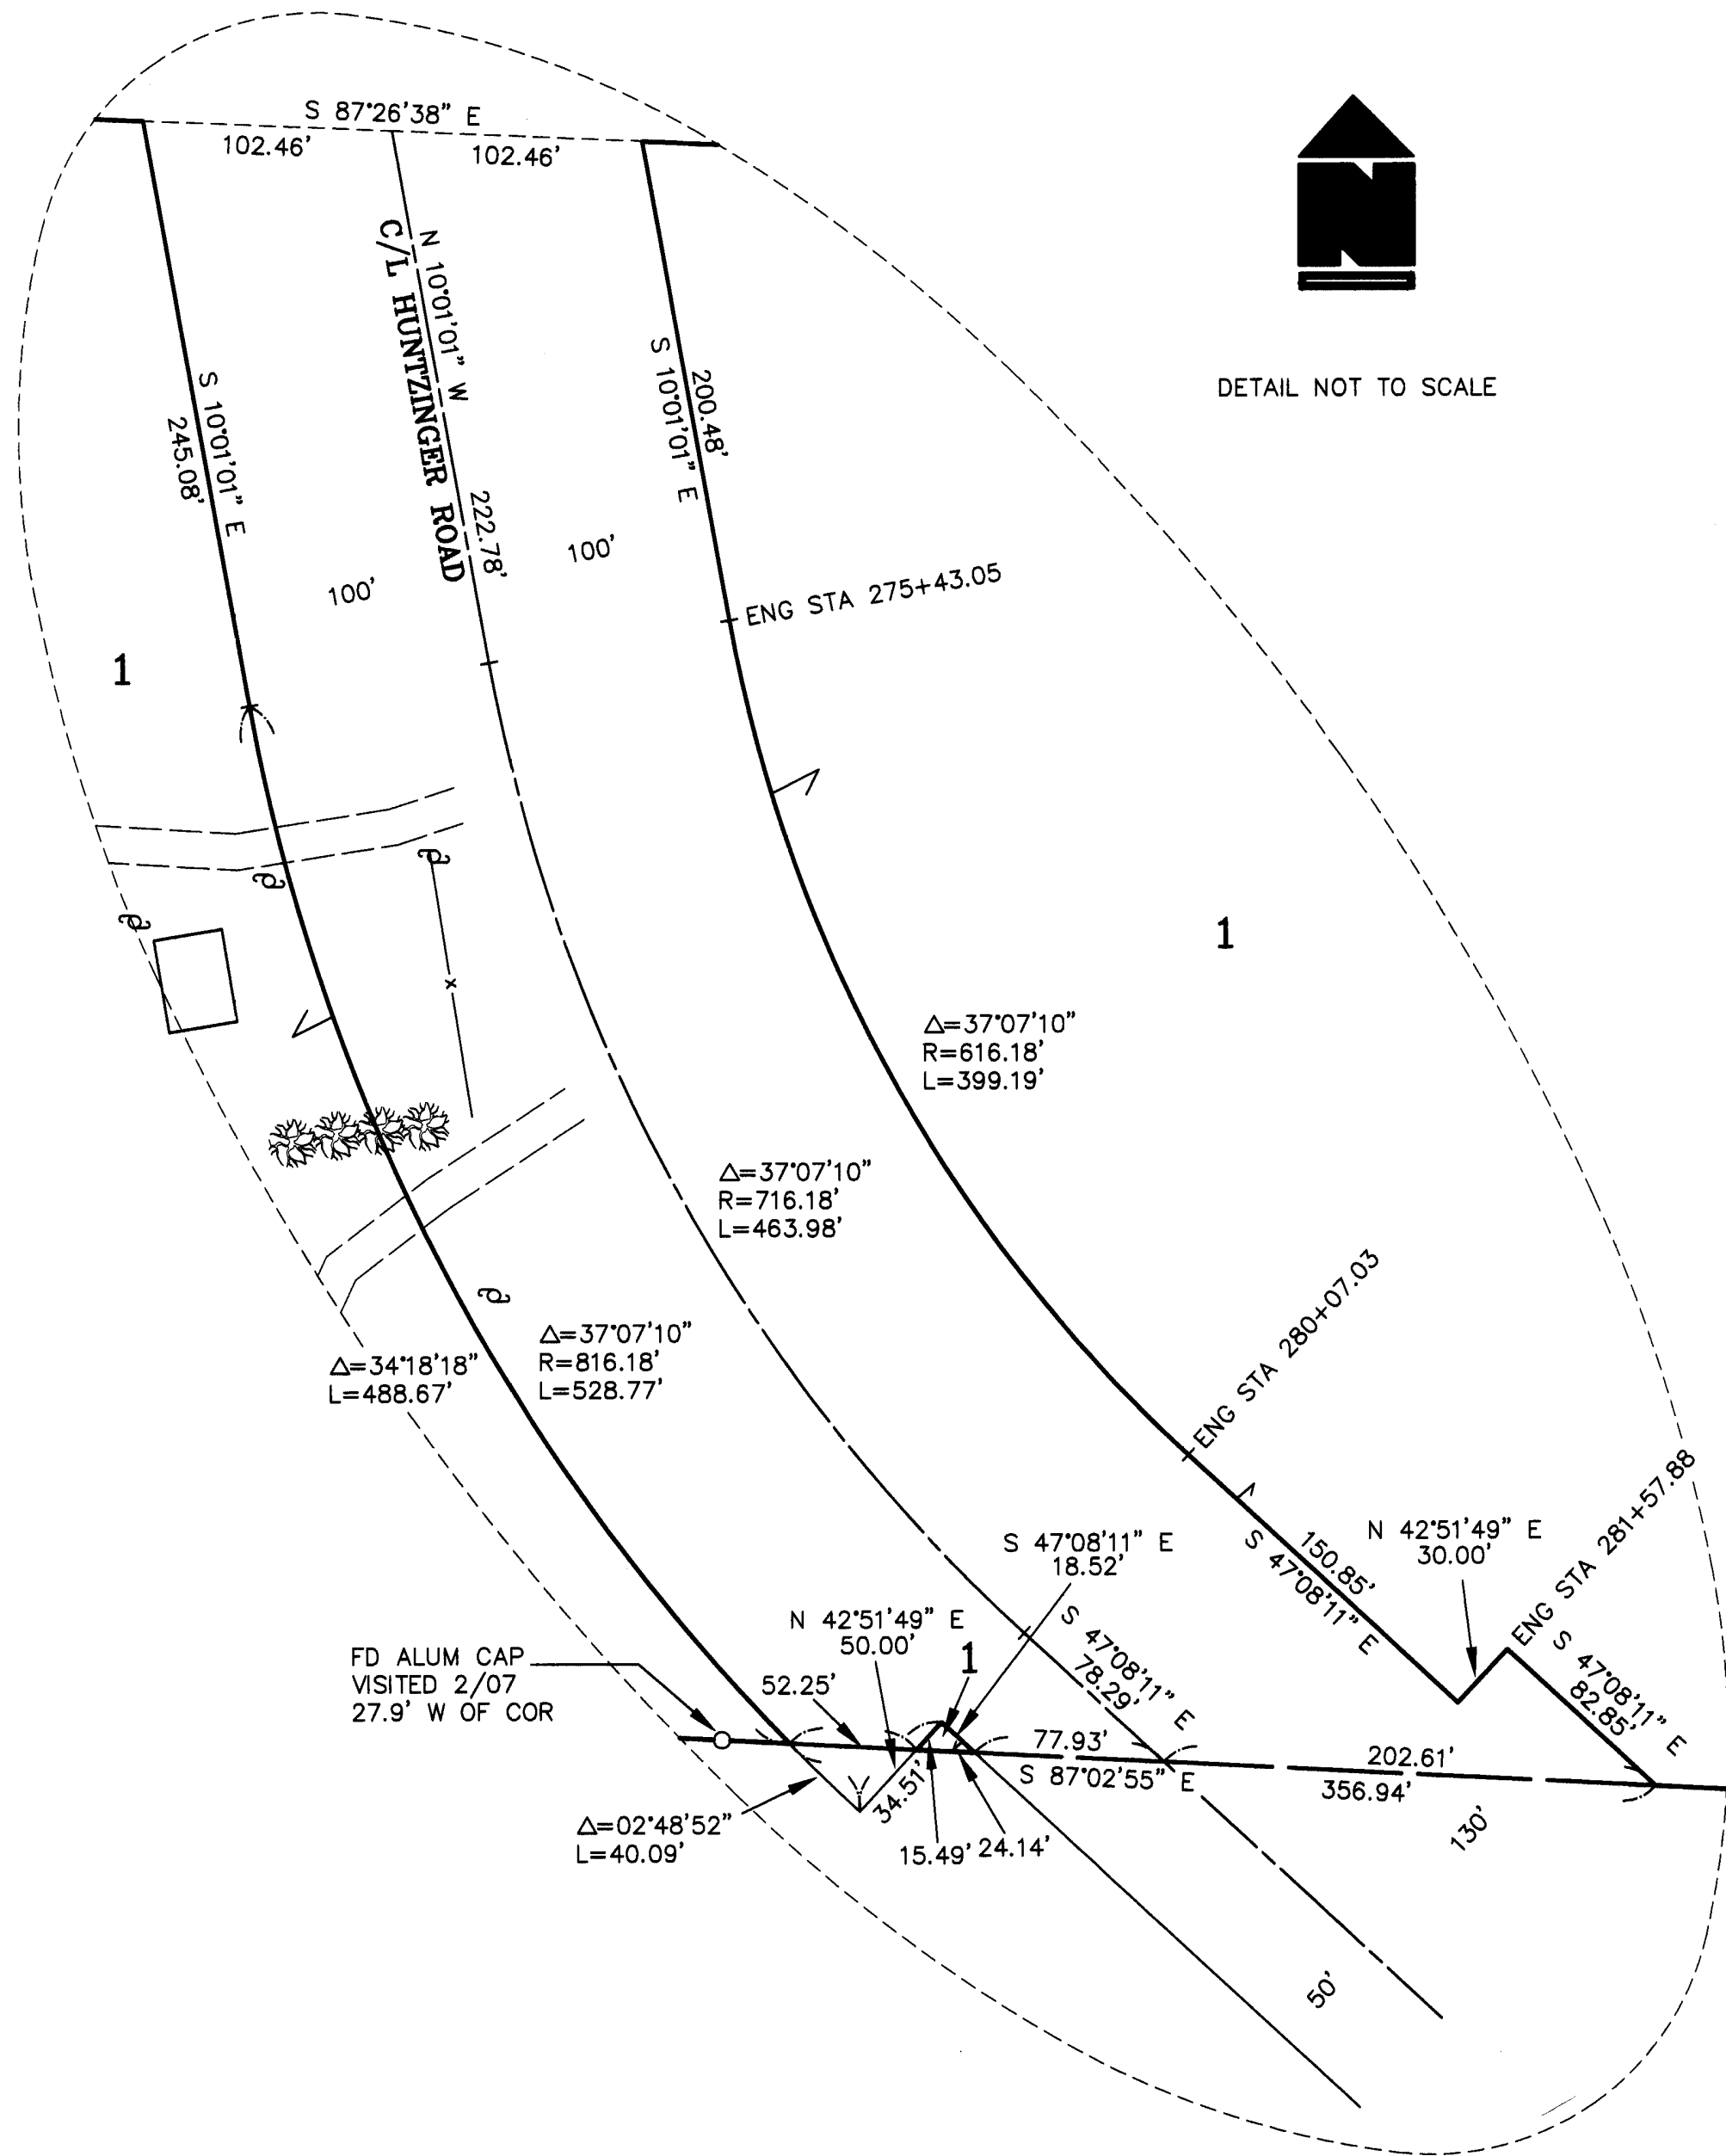 S 87°26'38" E
102.46'
102.46'
N 10°01'01" W
222.78'
C/L HUNTZINGER ROAD
S 10°01'01" E
245.08'
200.48'
S 10°01'01" E
N
DETAIL NOT TO SCALE
100'
100'
ENG STA 275+43.05
1
1
Δ=37°07'10"
R=616.18'
L=399.19'
Δ=37°07'10"
R=716.18'
L=463.98'
Δ=37°07'10"
R=816.18'
L=528.77'
Δ=34°18'18"
L=488.67'
x
ENG STA 280+07.03
ENG STA 281+57.88
150.85'
S 47°08'11" E
N 42°51'49" E
30.00'
S 47°08'11" E
82.85'
S 47°08'11" E
18.52'
N 42°51'49" E
50.00'
1
S 47°08'11" E
78.29'
FD ALUM CAP
VISITED 2/07
27.9' W OF COR
52.25'
77.93'
S 87°02'55" E
202.61'
356.94'
34.51'
15.49'
24.14'
Δ=02°48'52"
L=40.09'
130'
50'